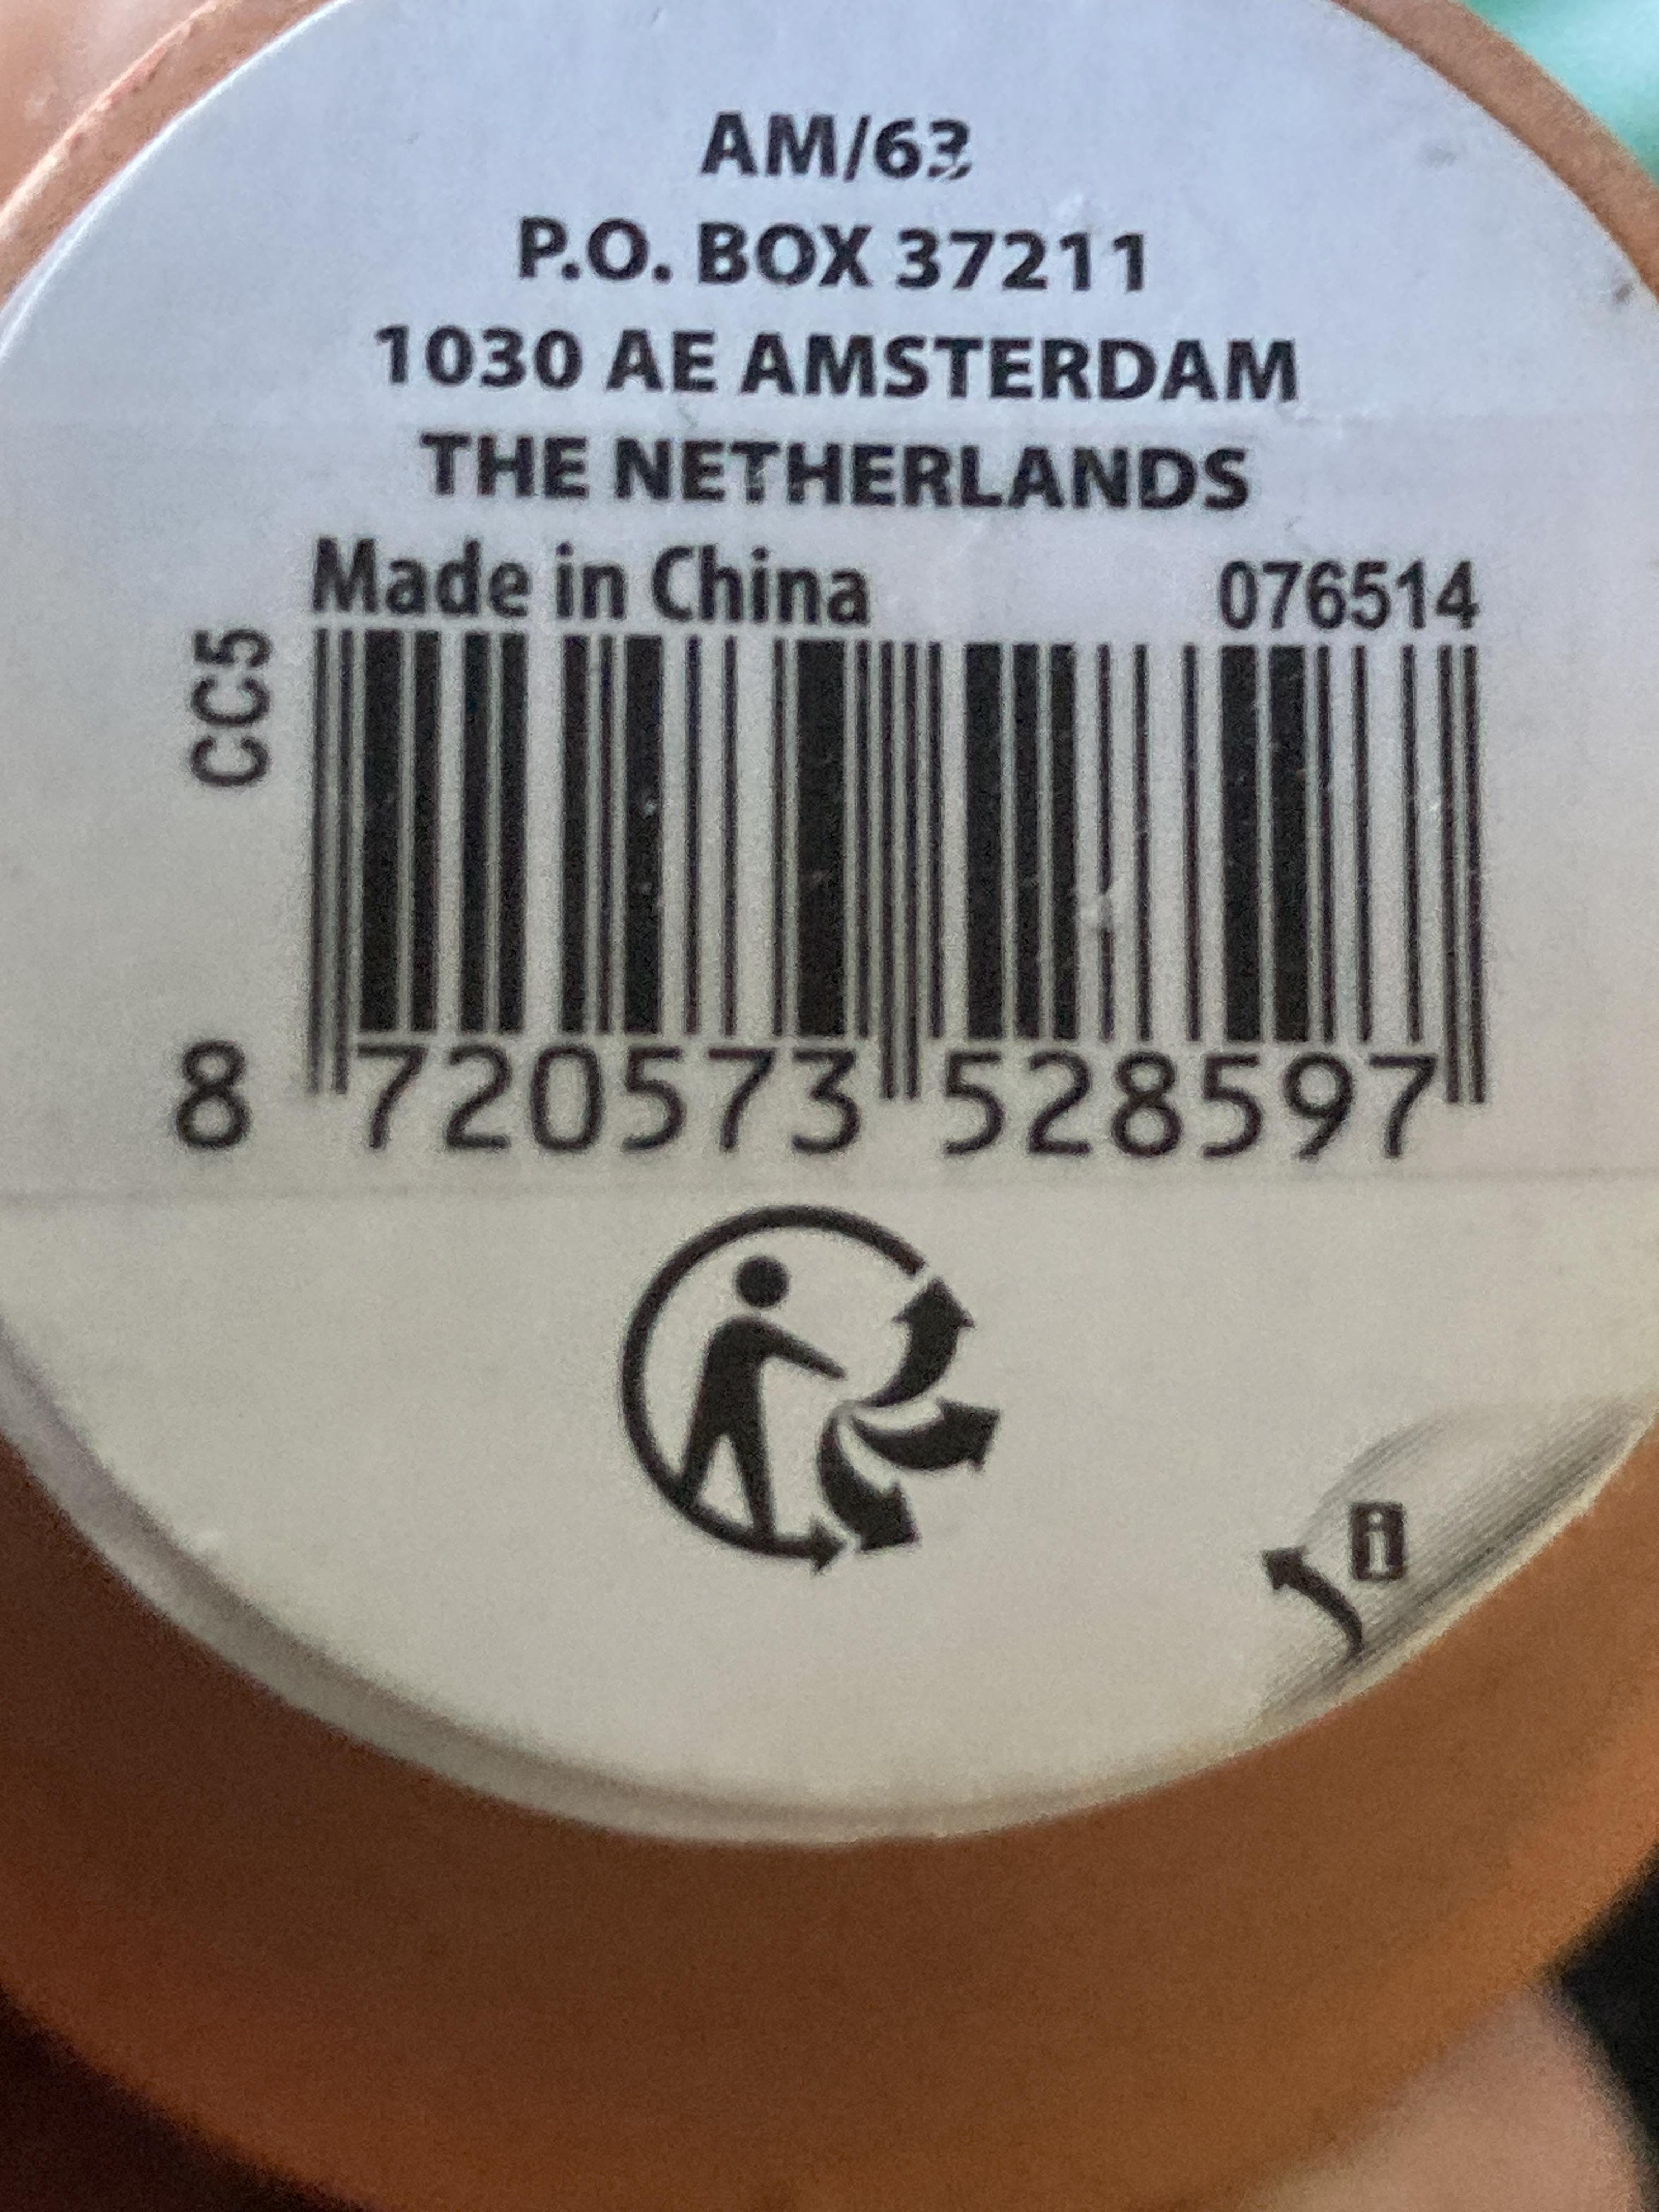 AM/63
P.O. BOX 37211
1030 AE AMSTERDAM
THE NETHERLANDS
Made in China 076514
CC5
8 720573 528597
i